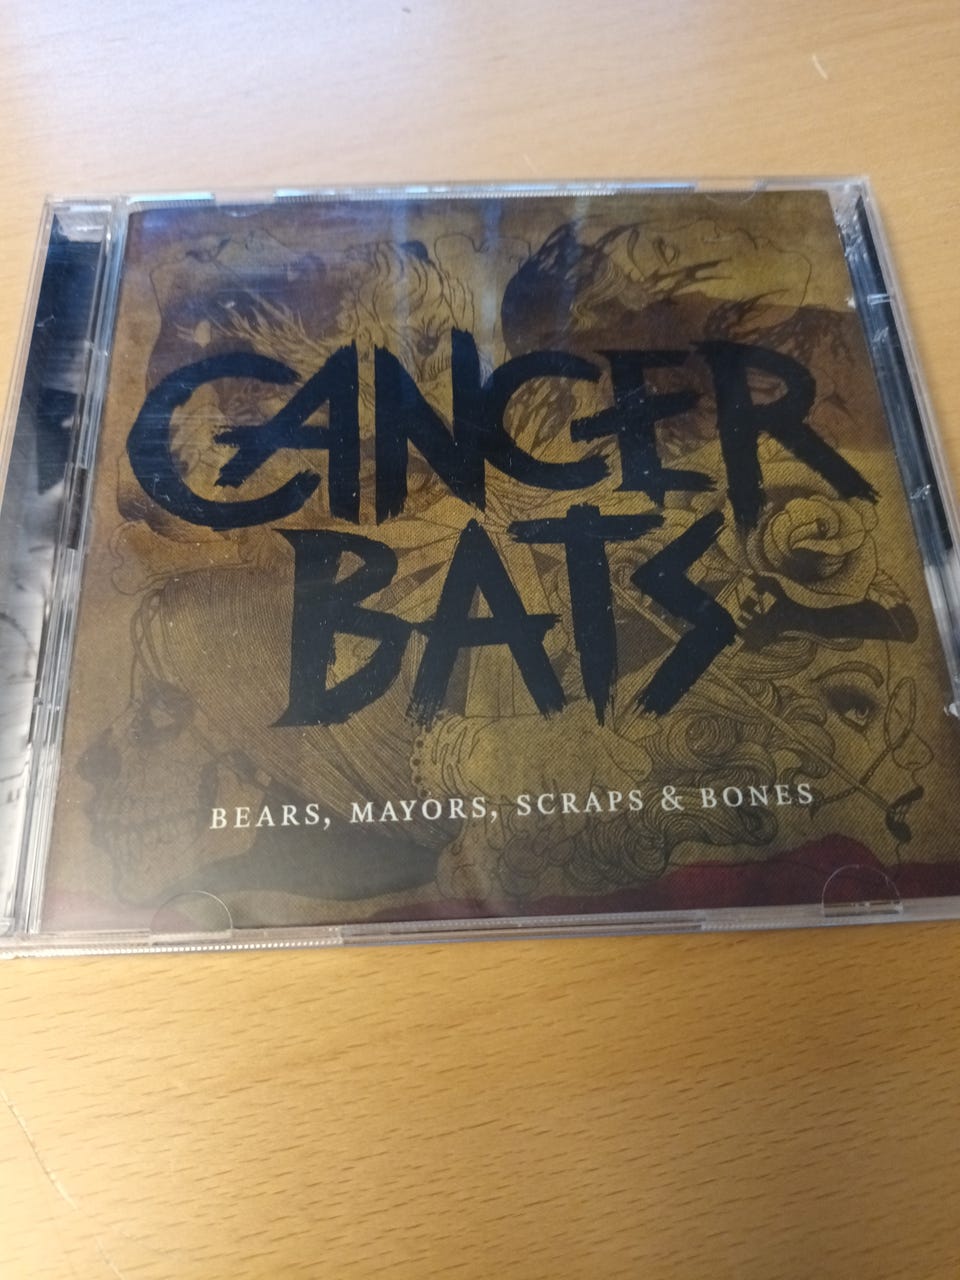 CANCER
BATS
BEARS, MAYORS, SCRAPS & BONES